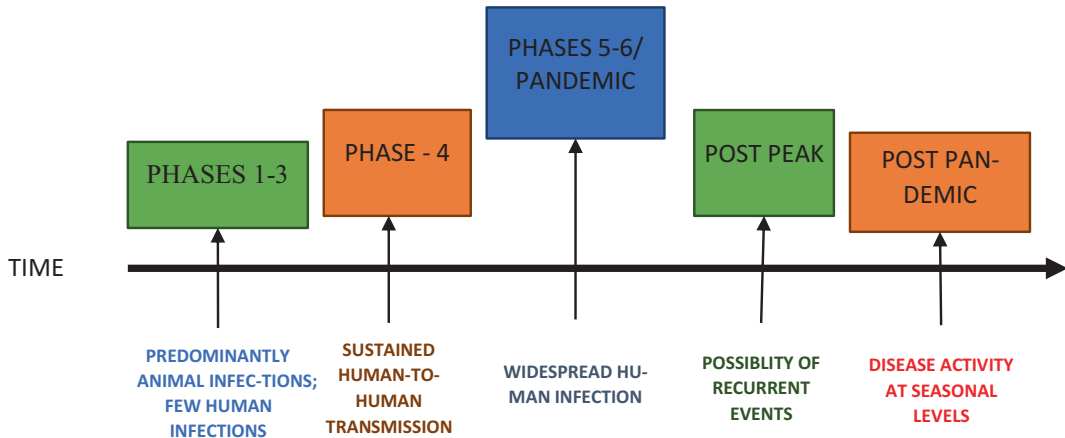 PHASES 1-3
PHASE - 4
PHASES 5-6/
PANDEMIC
POST PEAK
POST PAN-
DEMIC
TIME
PREDOMINANTLY
ANIMAL INFEC-TIONS;
FEW HUMAN
INFECTIONS
SUSTAINED
HUMAN-TO-
HUMAN
TRANSMISSION
WIDESPREAD HU-
MAN INFECTION
POSSIBLITY OF
RECURRENT
EVENTS
DISEASE ACTIVITY
AT SEASONAL
LEVELS